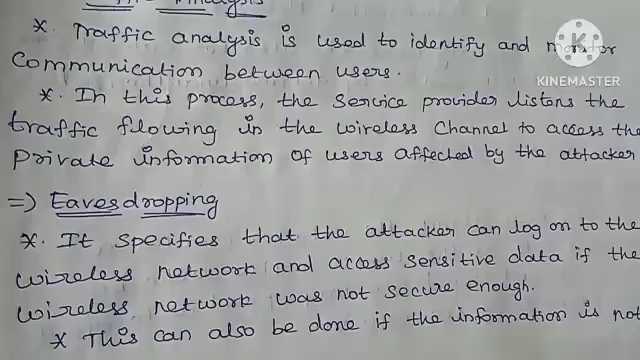 Traffic Analysis
* Traffic analysis is used to identify and monitor
communication between users.
KINEMASTER
* In this process, the service provider listens the
traffic flowing in the wireless channel to access the
private information of users affected by the attacker
=) Eavesdropping
* It specifies that the attacker can log on to the
wireless network and access sensitive data if the
wireless network was not secure enough.
* This can also be done if the information is not